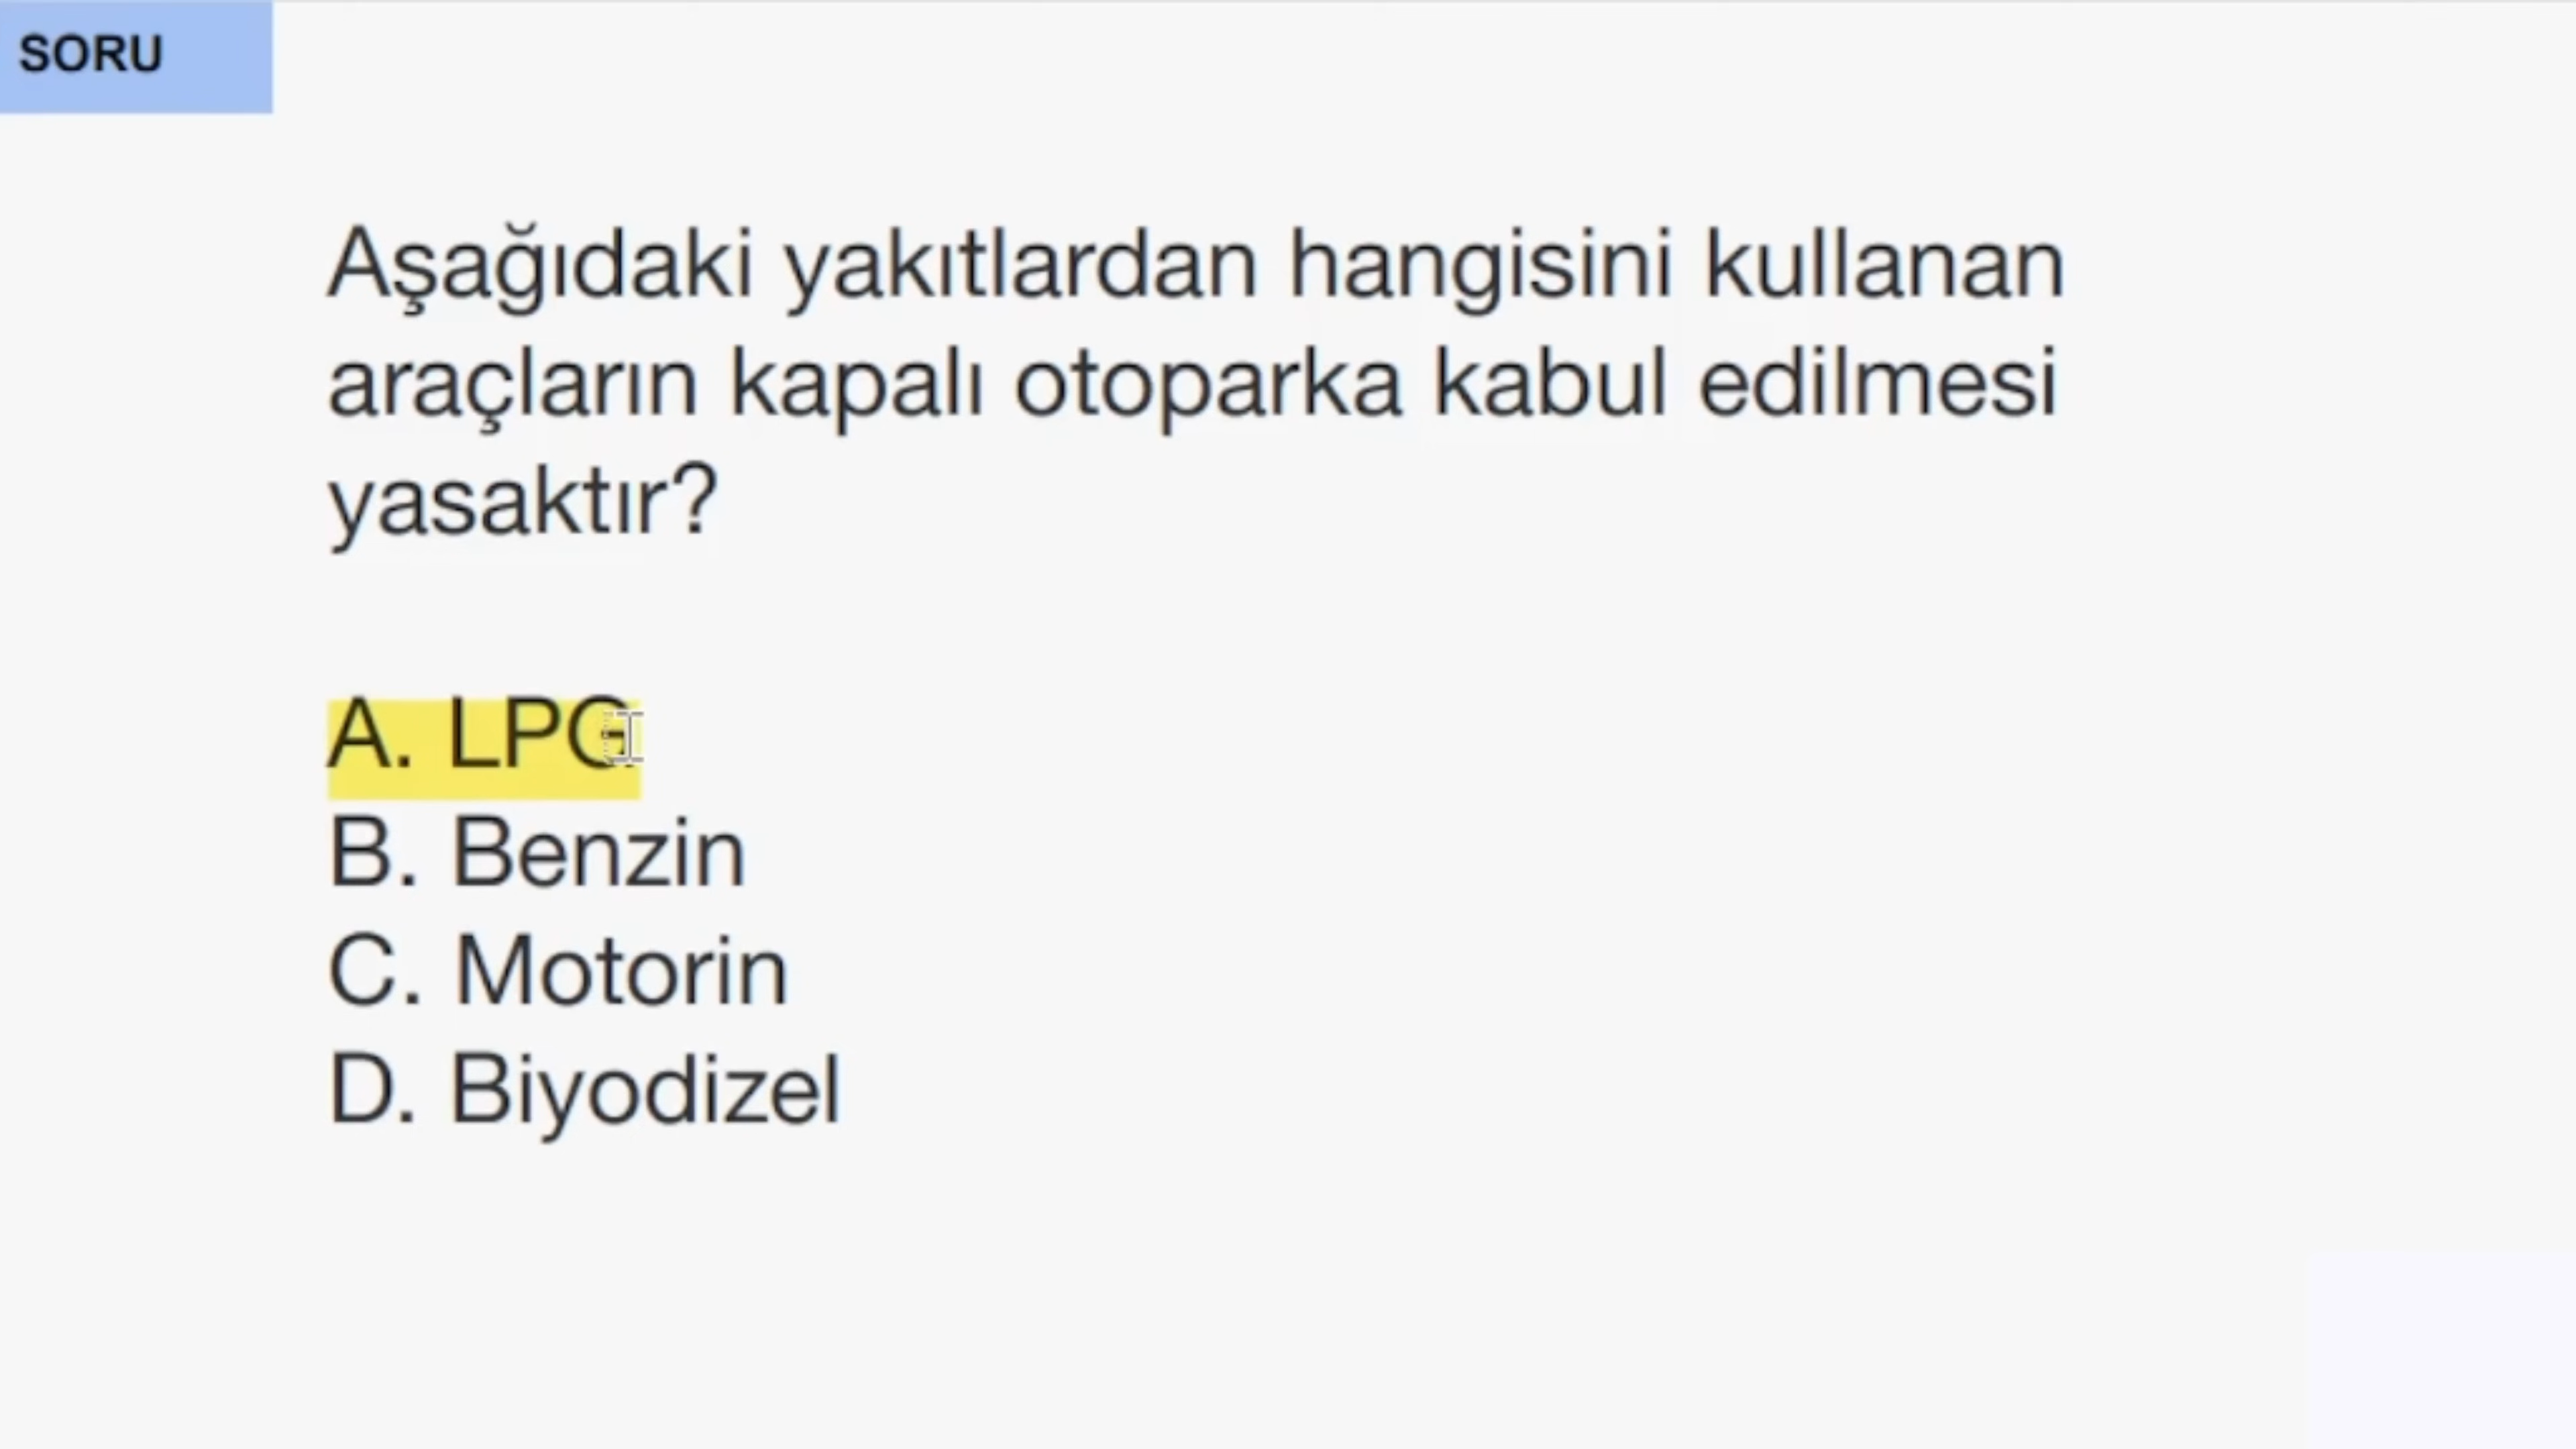 SORU
Aşağıdaki yakıtlardan hangisini kullanan
araçların kapalı otoparka kabul edilmesi
yasaktır?
A. LPG
B. Benzin
C. Motorin
D. Biyodizel